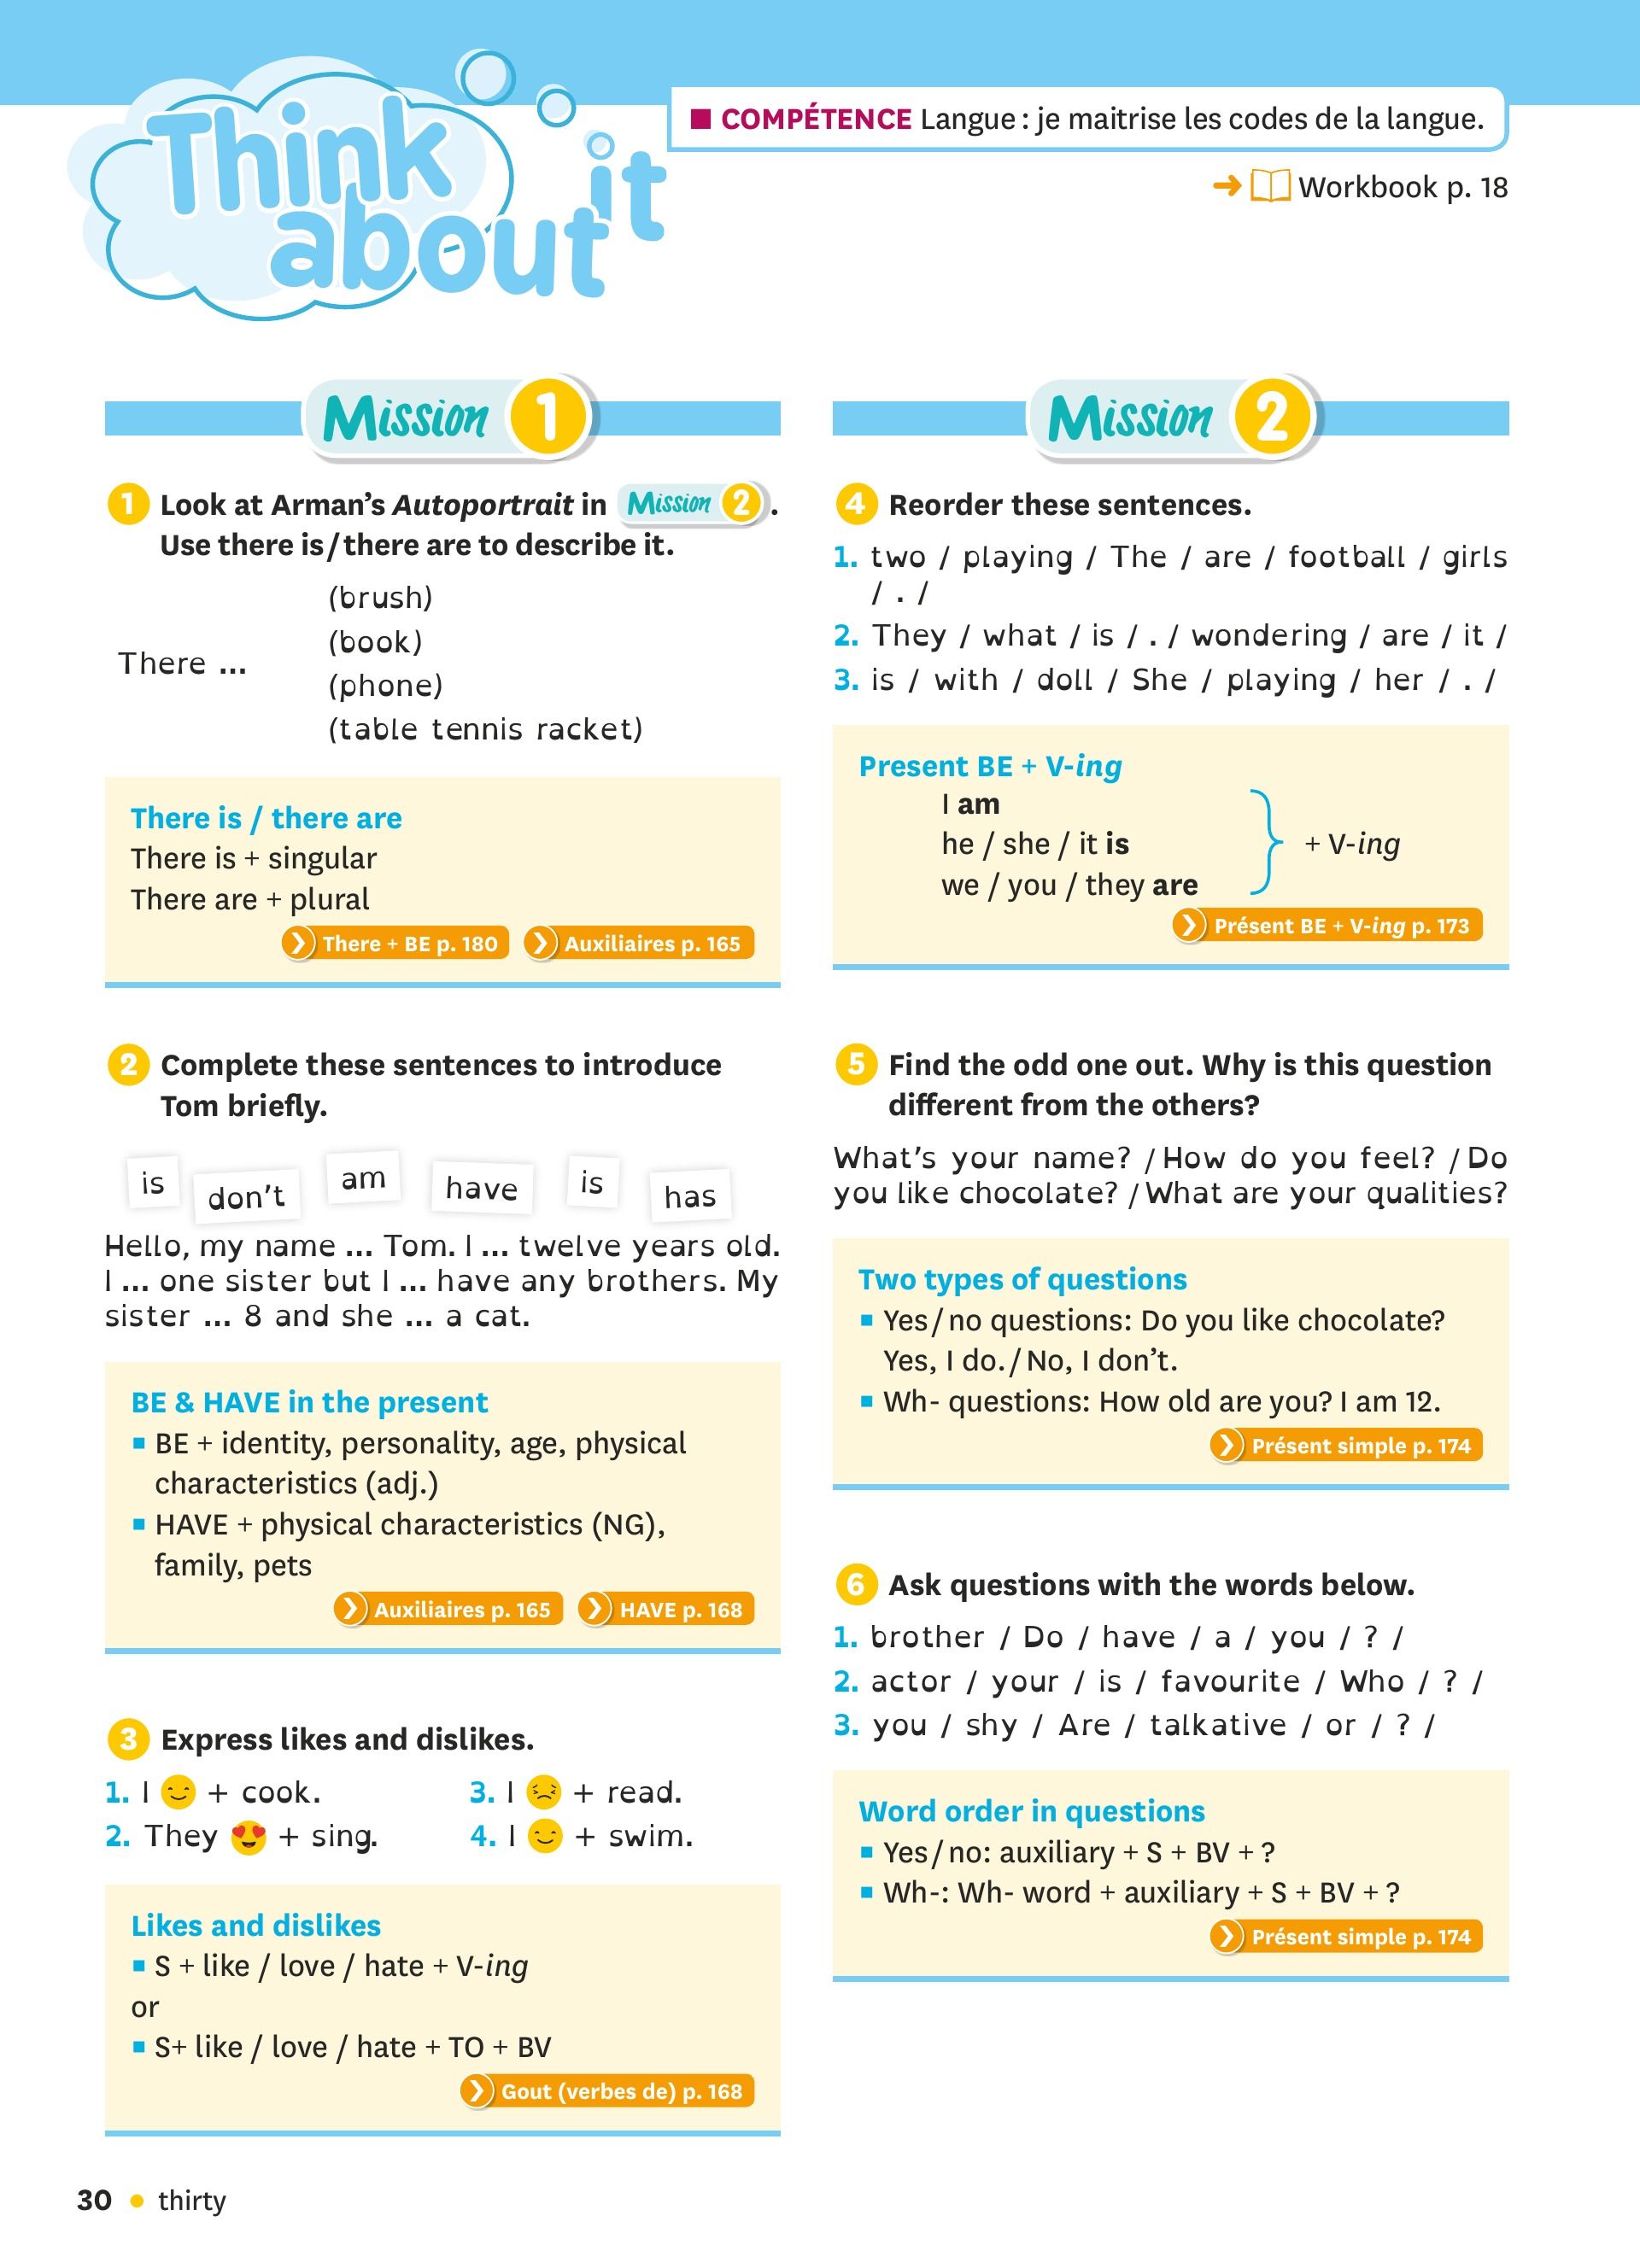 Think
about it
■ COMPÉTENCE Langue : je maitrise les codes de la langue.
➜ Workbook p. 18
Mission 1
1 Look at Arman's Autoportrait in Mission 2.
Use there is / there are to describe it.
There ...
(brush)
(book)
(phone)
(table tennis racket)
There is / there are
There is + singular
There are + plural
There + BE p. 180
Auxiliaires p. 165
2 Complete these sentences to introduce
Tom briefly.
is don't am have is has
Hello, my name ... Tom. I ... twelve years old.
I ... one sister but I ... have any brothers. My
sister ... 8 and she ... a cat.
BE & HAVE in the present
▪ BE + identity, personality, age, physical
characteristics (adj.)
▪ HAVE + physical characteristics (NG),
family, pets
Auxiliaires p. 165
HAVE p. 168
3 Express likes and dislikes.
1. I 😊 + cook.
2. They 😍 + sing.
3. I 😣 + read.
4. I 😊 + swim.
Likes and dislikes
▪ S + like / love / hate + V-ing
or
▪ S+ like / love / hate + TO + BV
Gout (verbes de) p. 168
Mission 2
4 Reorder these sentences.
1. two / playing / The / are / football / girls
/ . /
2. They / what / is / . / wondering / are / it /
3. is / with / doll / She / playing / her / . /
Present BE + V-ing
I am
he / she / it is
we / you / they are
+ V-ing
Présent BE + V-ing p. 173
5 Find the odd one out. Why is this question
different from the others?
What's your name? / How do you feel? / Do
you like chocolate? / What are your qualities?
Two types of questions
▪ Yes / no questions: Do you like chocolate?
Yes, I do. / No, I don't.
▪ Wh- questions: How old are you? I am 12.
Présent simple p. 174
6 Ask questions with the words below.
1. brother / Do / have / a / you / ? /
2. actor / your / is / favourite / Who / ? /
3. you / shy / Are / talkative / or / ? /
Word order in questions
▪ Yes / no: auxiliary + S + BV + ?
▪ Wh-: Wh- word + auxiliary + S + BV + ?
Présent simple p. 174
30 • thirty